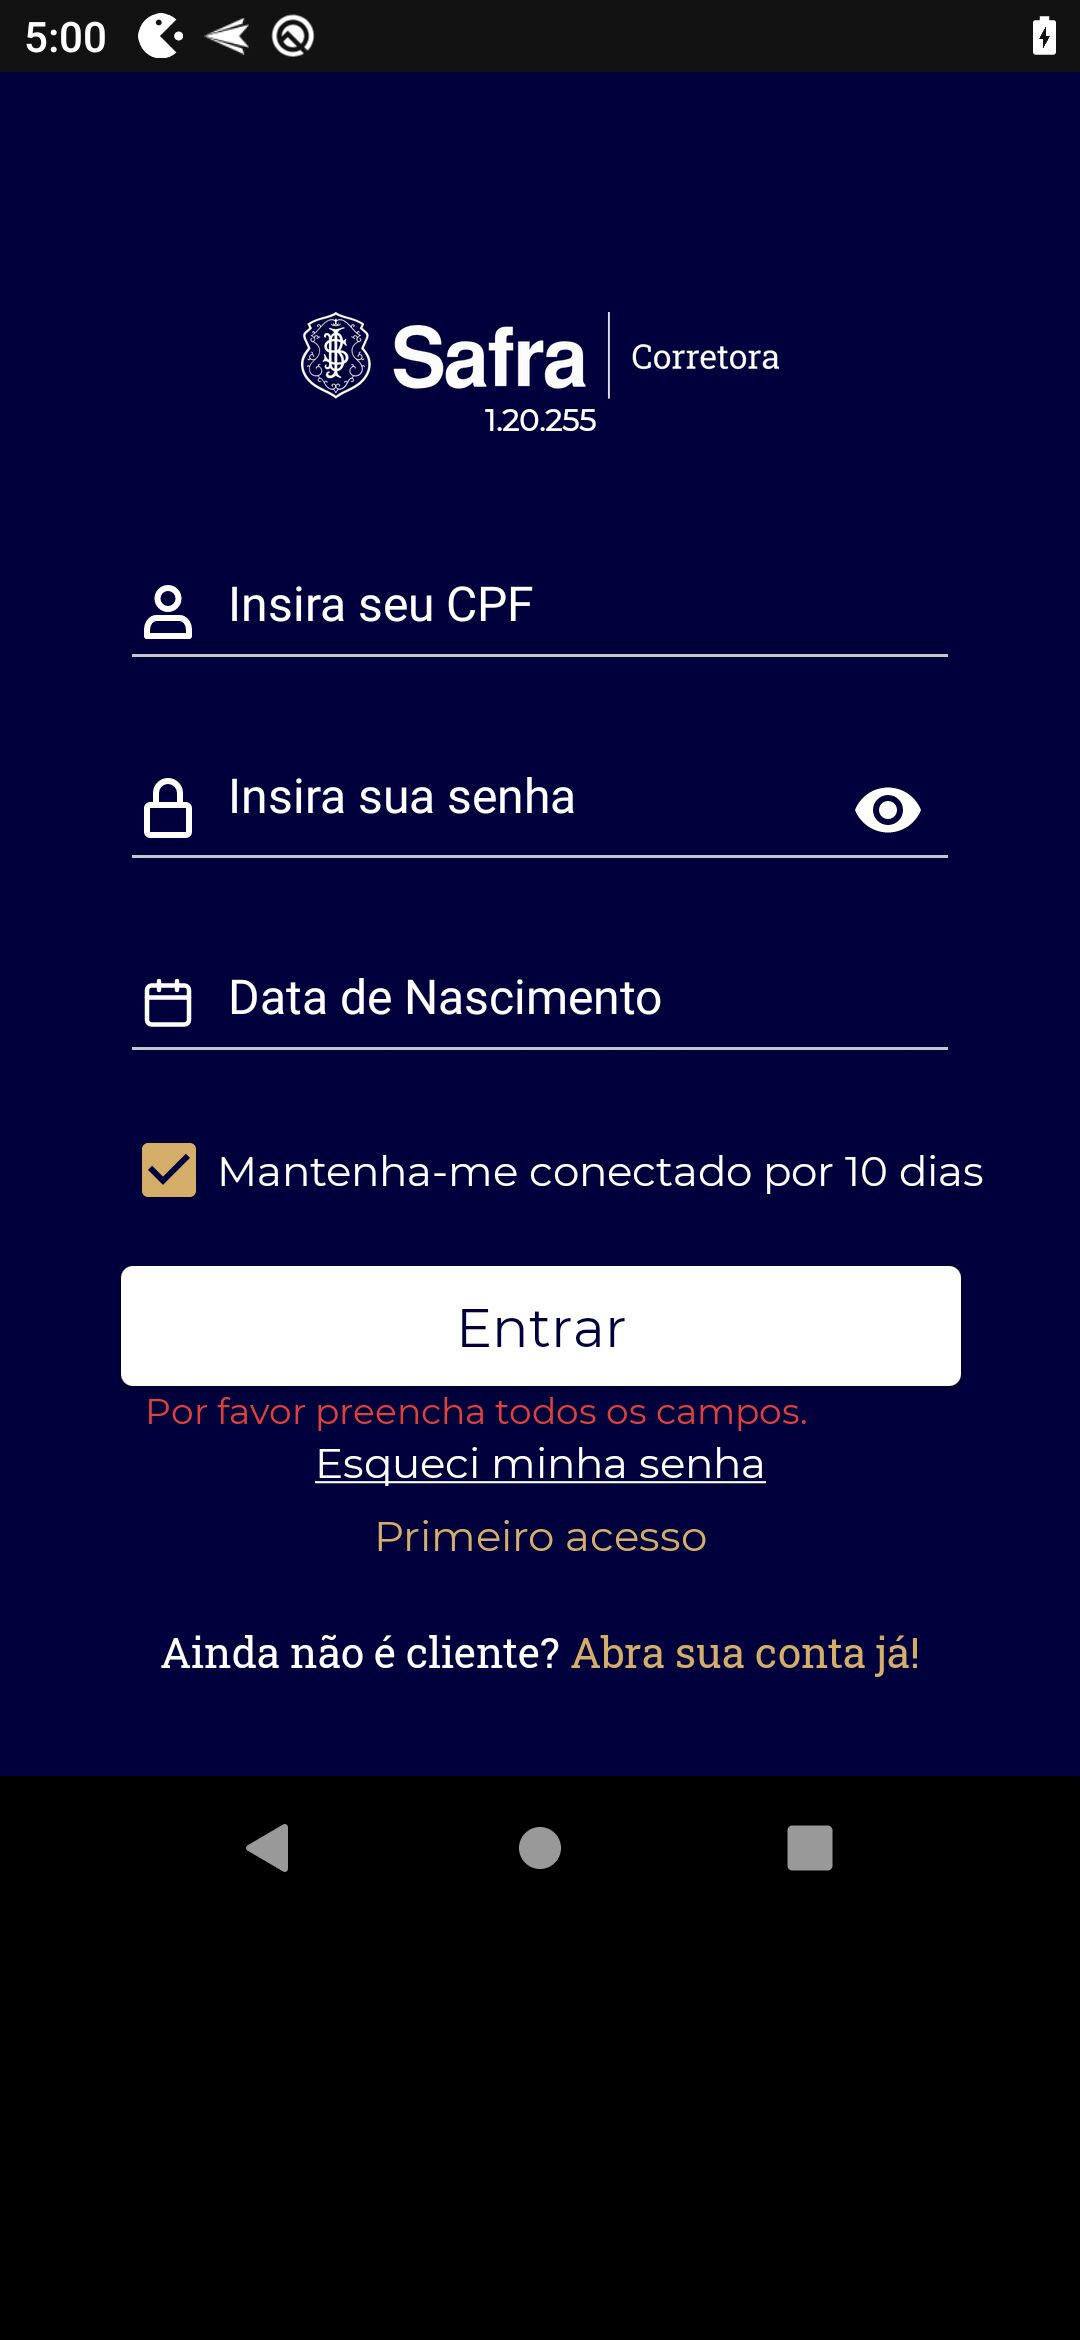 5:00
Safra Corretora
1.20.255
Insira seu CPF
Insira sua senha
Data de Nascimento
Mantenha-me conectado por 10 dias
Entrar
Por favor preencha todos os campos.
Esqueci minha senha
Primeiro acesso
Ainda não é cliente? Abra sua conta já!